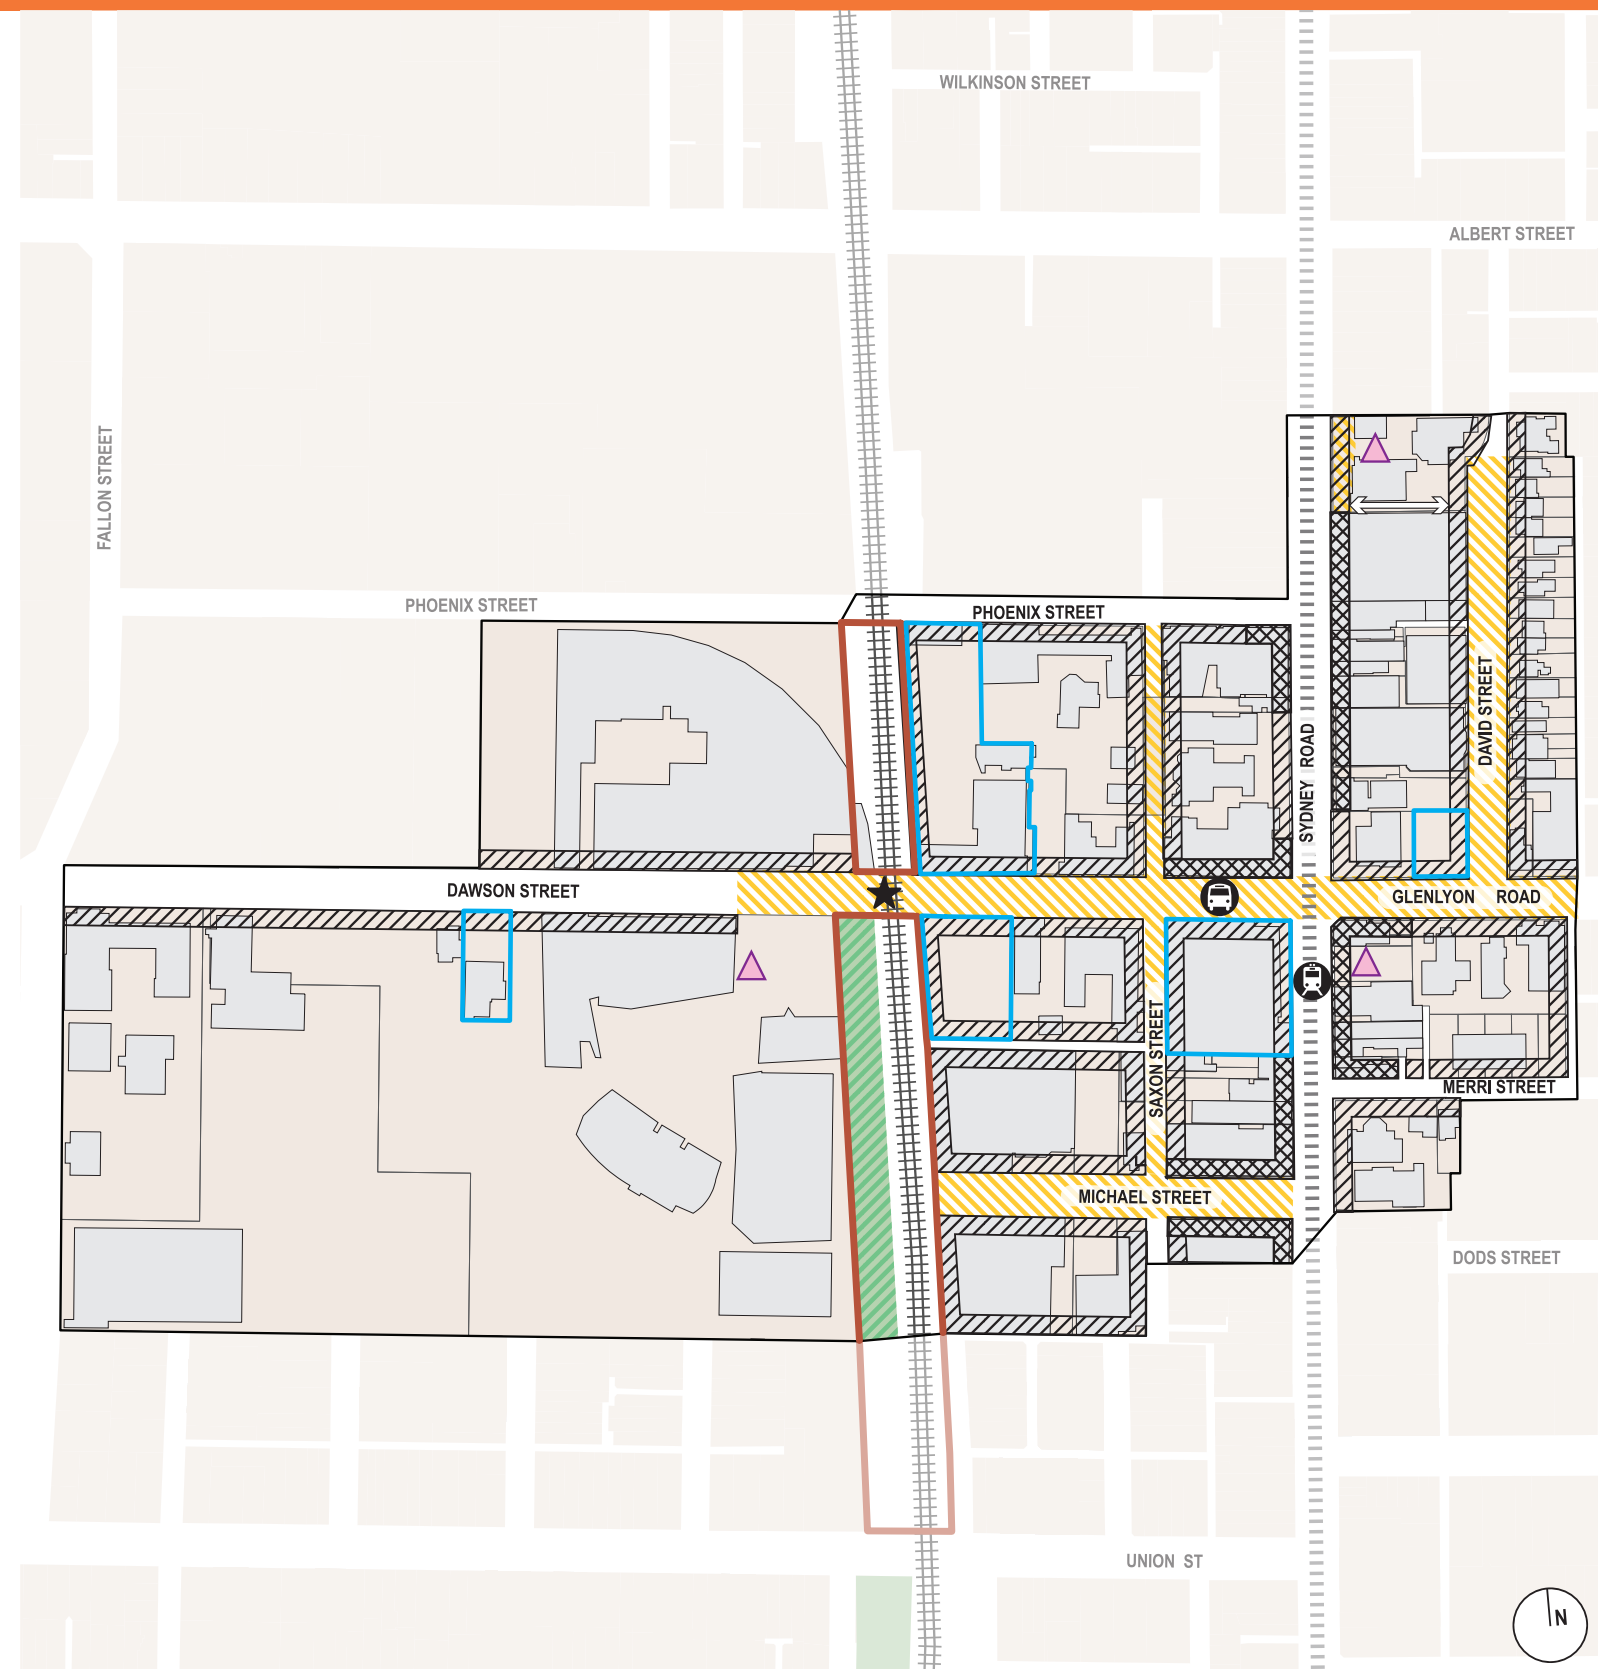 WILKINSON STREET
ALBERT STREET
FALLON STREET
PHOENIX STREET
PHOENIX STREET
SYDNEY ROAD
DAVID STREET
DAWSON STREET
GLENLYON ROAD
SAXON STREET
MERRI STREET
MICHAEL STREET
DODS STREET
UNION ST
N